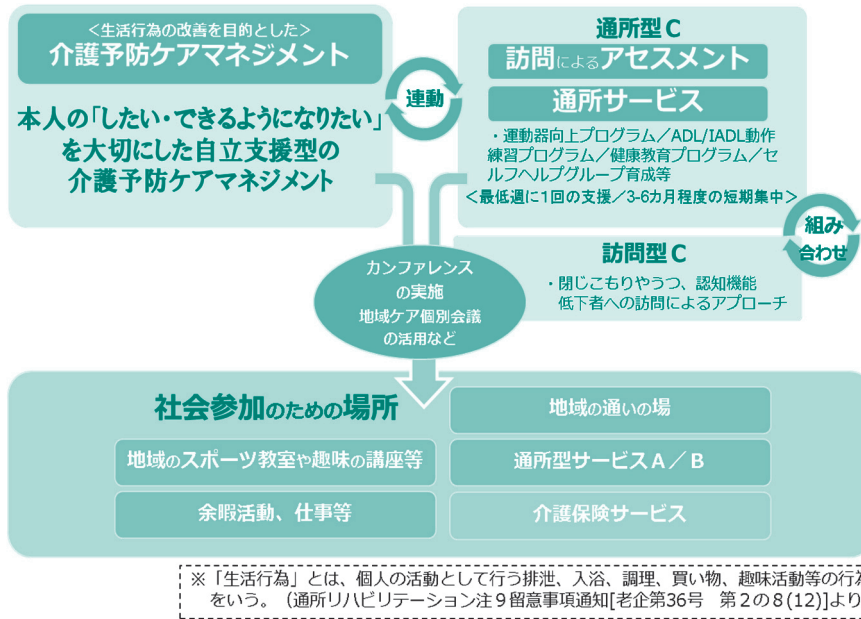 ＜生活行為の改善を目的とした＞
介護予防ケアマネジメント
本人の「したい・できるようになりたい」
を大切にした自立支援型の
介護予防ケアマネジメント
連動
通所型Ｃ
訪問によるアセスメント
通所サービス
・運動器向上プログラム／ADL/IADL動作
練習プログラム／健康教育プログラム／セ
ルフヘルプグループ育成等
＜最低週に1回の支援／3-6カ月程度の短期集中＞
組み
合わせ
訪問型Ｃ
・閉じこもりやうつ、認知機能
低下者への訪問によるアプローチ
カンファレンス
の実施
地域ケア個別会議
の活用など
社会参加のための場所
地域の通いの場
地域のスポーツ教室や趣味の講座等
通所型サービスＡ／Ｂ
余暇活動、仕事等
介護保険サービス
※「生活行為」とは、個人の活動として行う排泄、入浴、調理、買い物、趣味活動等の行為
をいう。（通所リハビリテーション注９留意事項通知[老企第36号　第２の８(12)]より